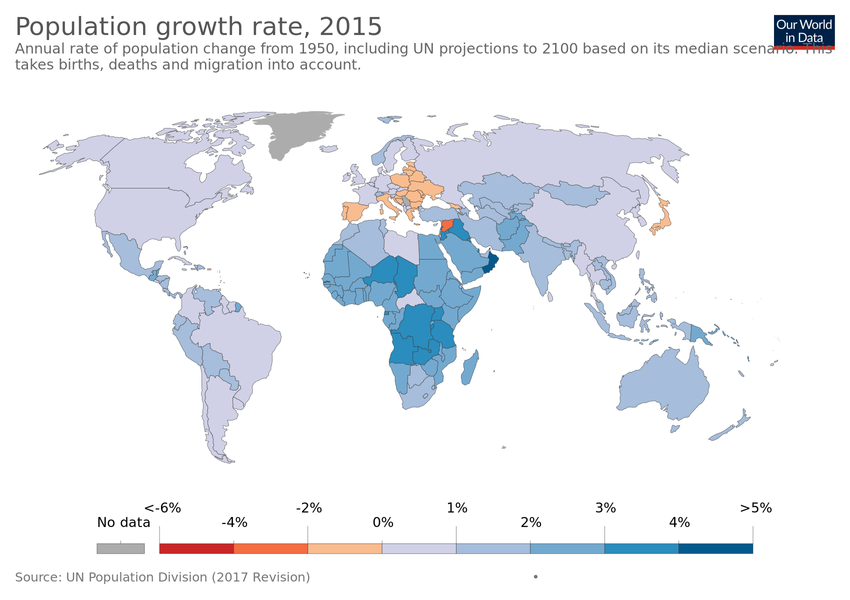 Population growth rate, 2015
Our World
in Data
Annual rate of population change from 1950, including UN projections to 2100 based on its median scenario. This
takes births, deaths and migration into account.
<-6% -2% 1% 3% >5%
No data -4% 0% 2% 4%
Source: UN Population Division (2017 Revision)